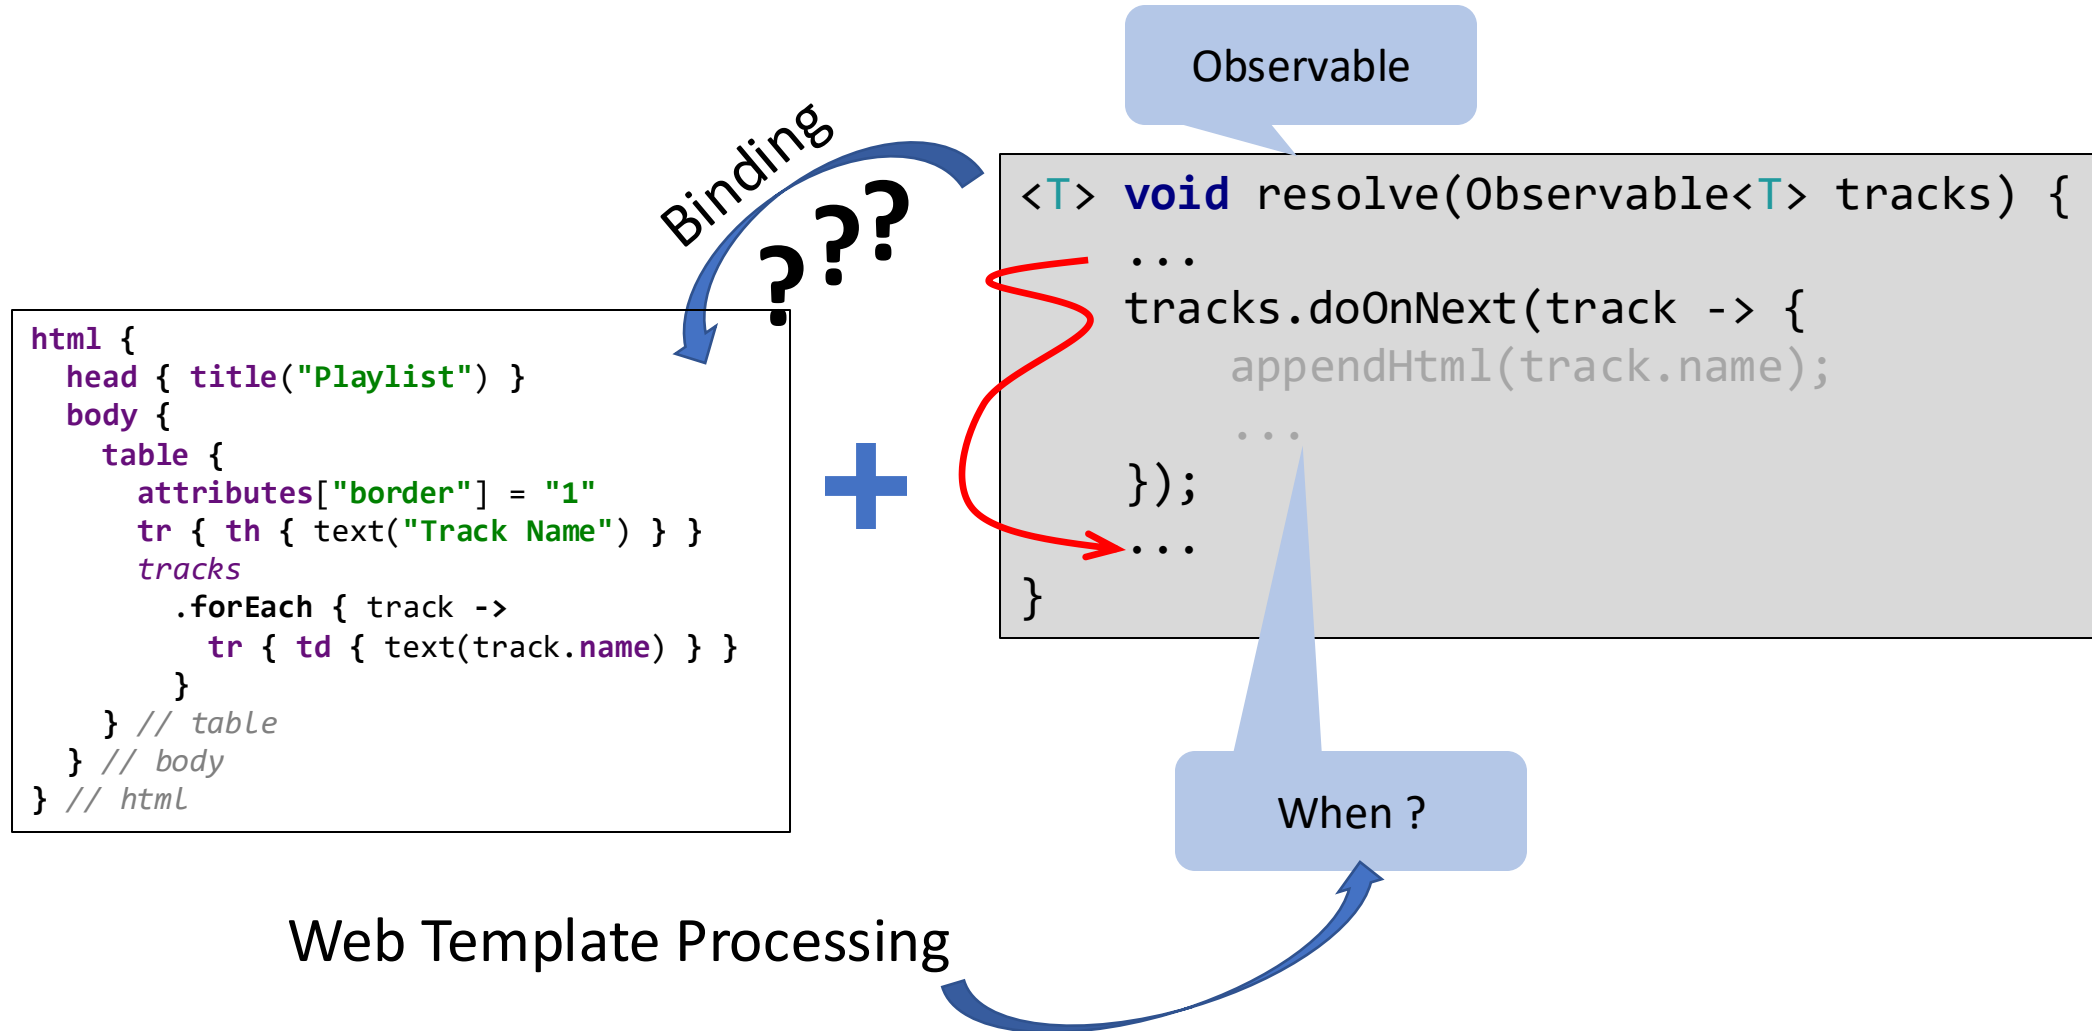 Observable
Binding
???
<T> void resolve(Observable<T> tracks) {
...
tracks.doOnNext(track -> {
appendHtml(track.name);
...
});
...
}
html {
head { title("Playlist") }
body {
table {
attributes["border"] = "1"
tr { th { text("Track Name") } }
tracks
.forEach { track ->
tr { td { text(track.name) } }
}
} // table
} // body
} // html
When ?
Web Template Processing